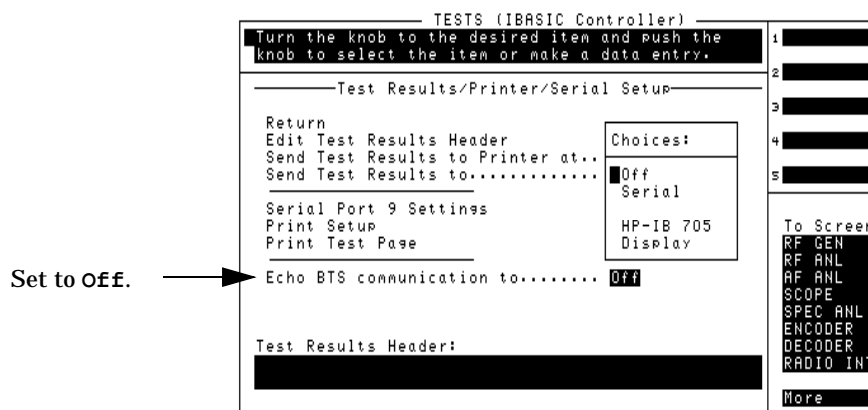 TESTS (IBASIC Controller)
Turn the knob to the desired item and push the
knob to select the item or make a data entry.
Test Results/Printer/Serial Setup
Return
Edit Test Results Header
Send Test Results to Printer at..
Send Test Results to.............
Serial Port 9 Settings
Print Setup
Print Test Page
Echo BTS communication to........ Off
Choices:
Off
Serial
HP-IB 705
Display
Test Results Header:
1
2
3
4
5
To Screen
RF GEN
RF ANL
AF ANL
SCOPE
SPEC ANL
ENCODER
DECODER
RADIO INT
More
Set to Off.